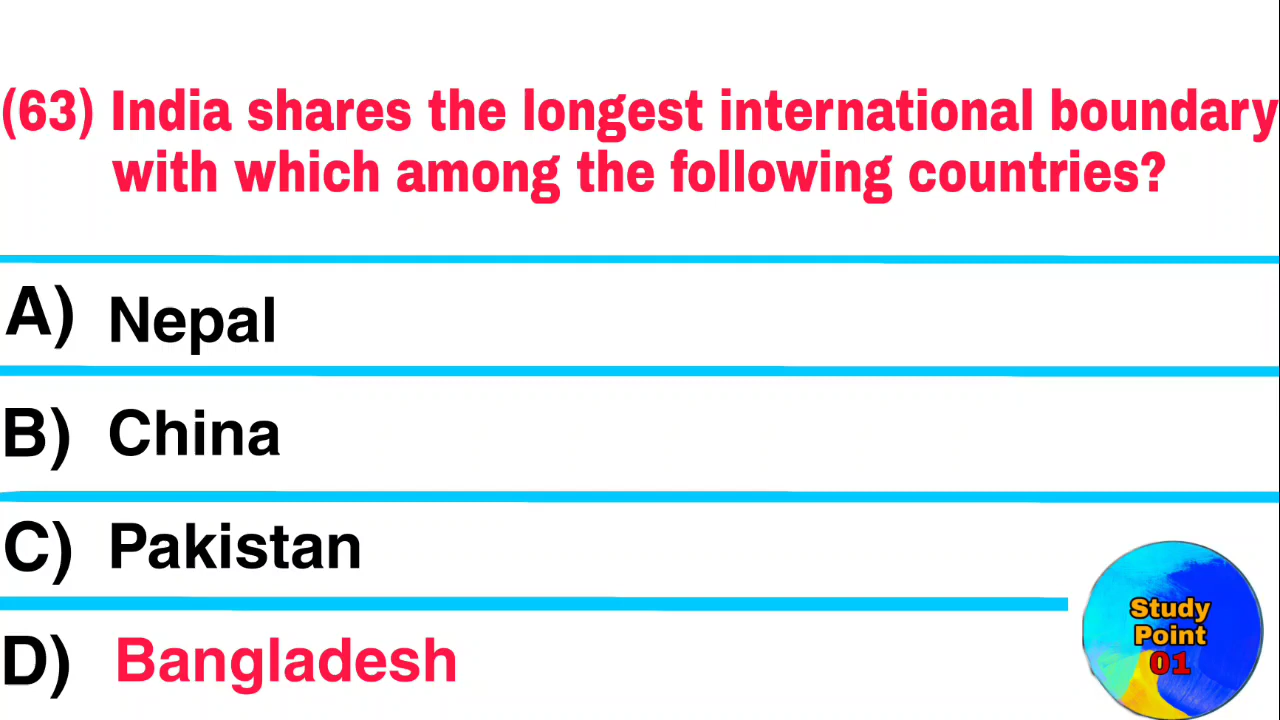 (63) India shares the longest international boundary
with which among the following countries?
A) Nepal
B) China
C) Pakistan
D) Bangladesh
Study
Point
01